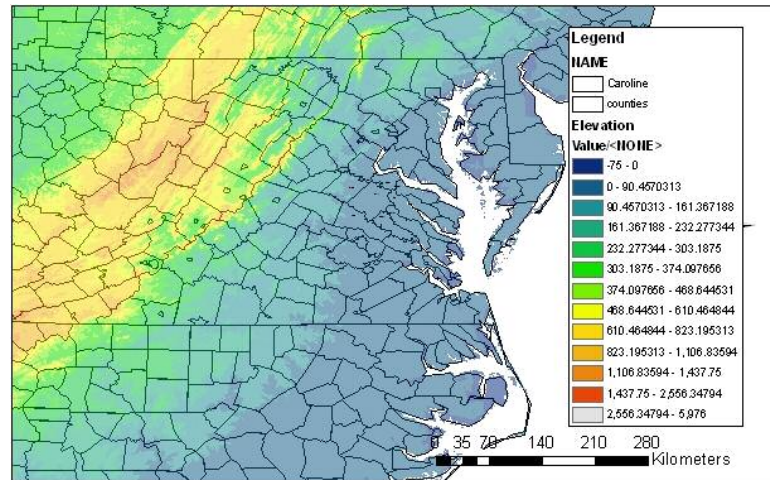 Legend
NAME
Caroline
counties
Elevation
Value/<NONE>
-75 - 0
0 - 90.4570313
90.4570313 - 161.367188
161.367188 - 232.277344
232.277344 - 303.1875
303.1875 - 374.097656
374.097656 - 468.644531
468.644531 - 610.464844
610.464844 - 823.195313
823.195313 - 1,106.83594
1,106.83594 - 1,437.75
1,437.75 - 2,556.34794
2,556.34794 - 5,976
0 35 70 140 210 280
Kilometers